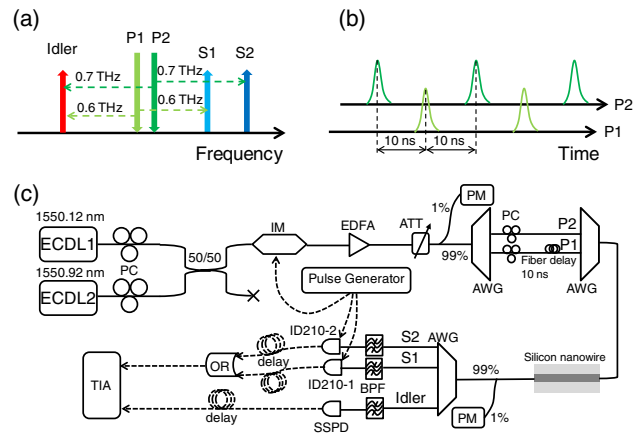 (a)
P1 P2
Idler
S1 S2
0.7 THz
0.7 THz
0.6 THz
0.6 THz
Frequency
(b)
P2
P1
10 ns 10 ns
Time
(c)
1550.12 nm
ECDL1
1550.92 nm
ECDL2
PC
50/50
IM
EDFA
ATT
1%
PM
99%
AWG
PC
P2
P1
Fiber delay
10 ns
AWG
Pulse Generator
TIA
OR
delay
delay
ID210-2
ID210-1
SSPD
BPF
S2
S1
Idler
AWG
99%
PM
1%
Silicon nanowire